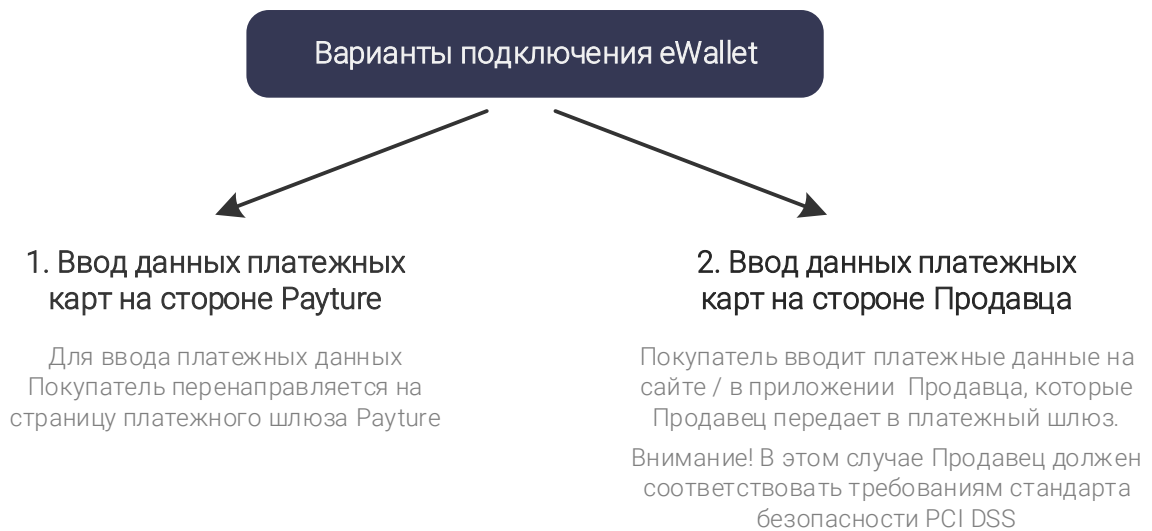 Варианты подключения eWallet
1. Ввод данных платежных
карт на стороне Payture
Для ввода платежных данных
Покупатель перенаправляется на
страницу платежного шлюза Payture
2. Ввод данных платежных
карт на стороне Продавца
Покупатель вводит платежные данные на
сайте / в приложении  Продавца, которые
Продавец передает в платежный шлюз.
Внимание! В этом случае Продавец должен
соответствовать требованиям стандарта
безопасности PCI DSS